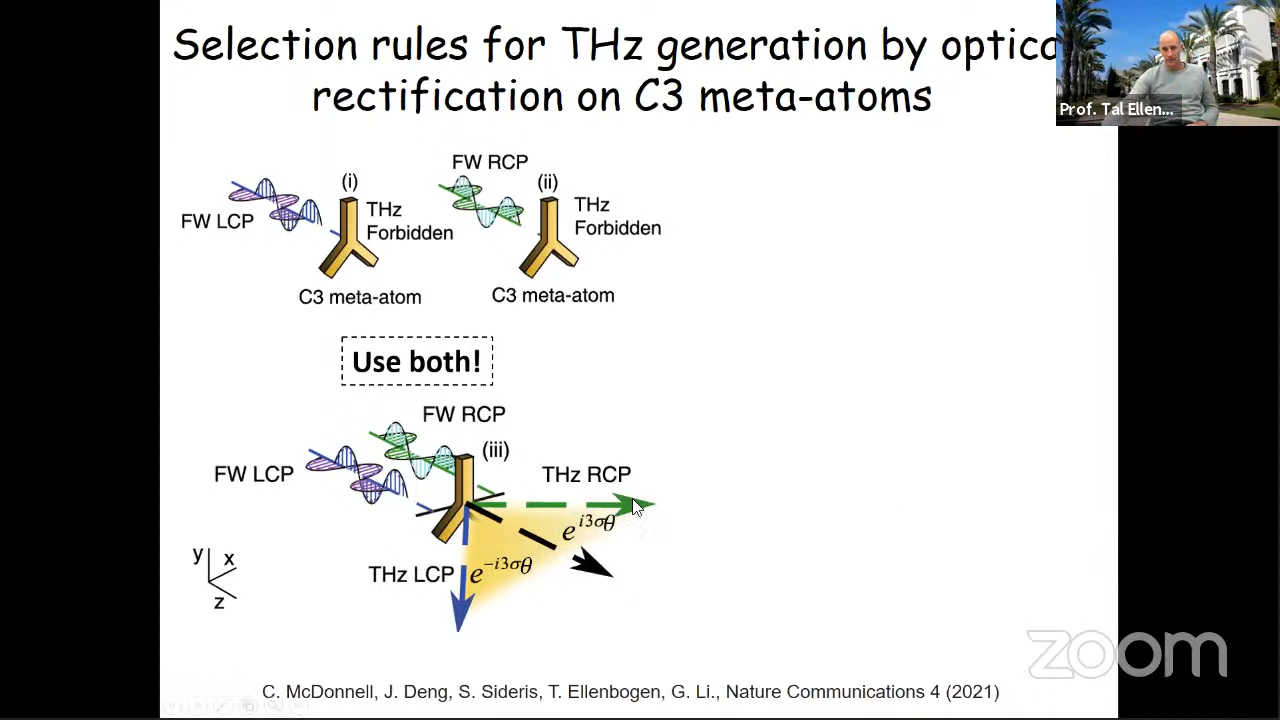 Selection rules for THz generation by optica
rectification on C3 meta-atoms
Prof. Tal Ellen...
FW LCP
(i)
THz
Forbidden
C3 meta-atom
FW RCP
(ii)
THz
Forbidden
C3 meta-atom
Use both!
FW RCP
(iii)
FW LCP
THz RCP
e^{i3σθ}
THz LCP
e^{-i3σθ}
y
x
z
zoom
C. McDonnell, J. Deng, S. Sideris, T. Ellenbogen, G. Li., Nature Communications 4 (2021)